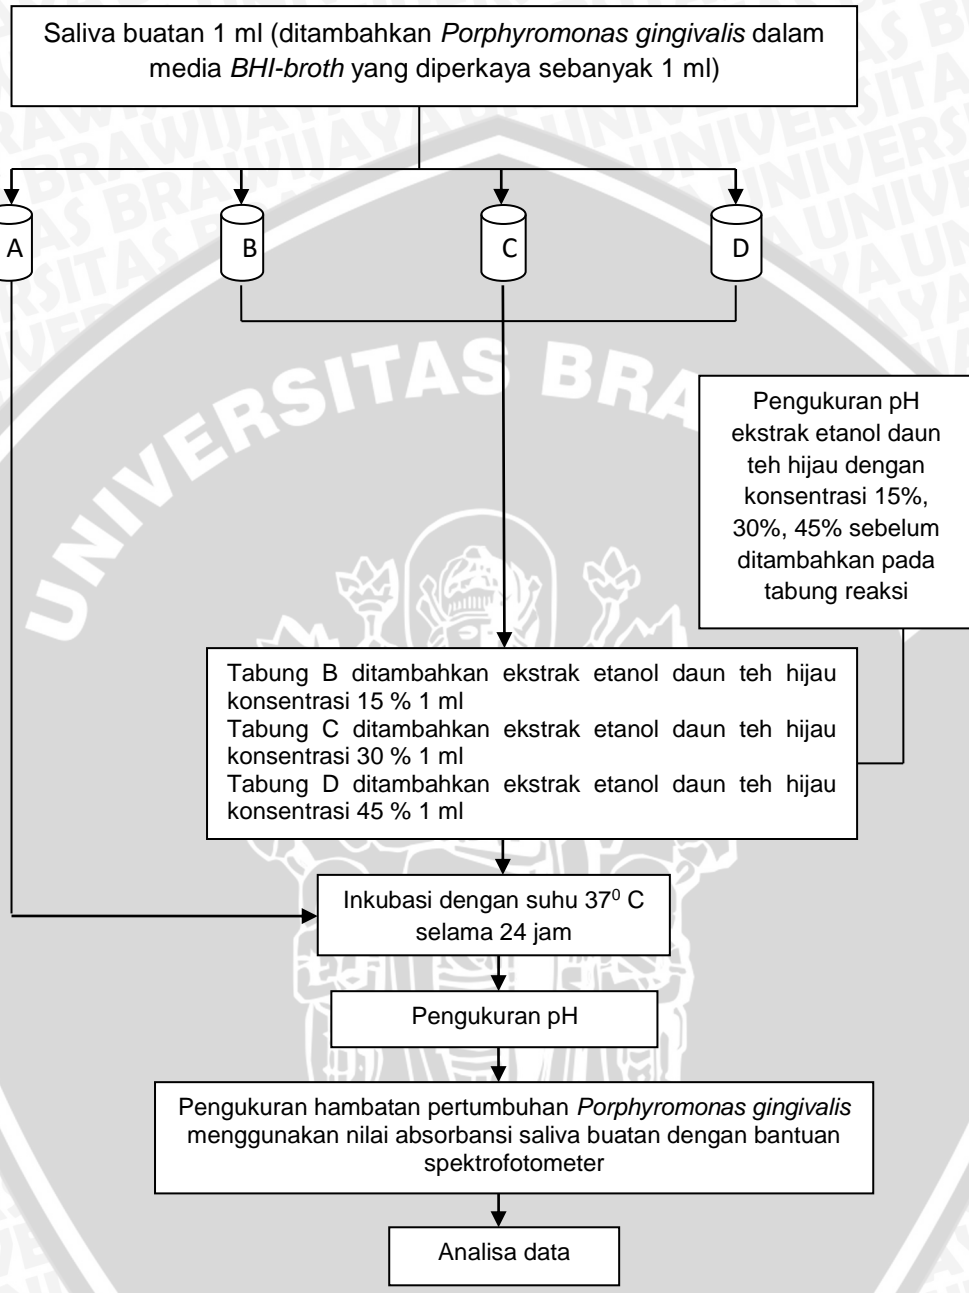 Saliva buatan 1 ml (ditambahkan Porphyromonas gingivalis dalam
media BHI-broth yang diperkaya sebanyak 1 ml)
A
B
C
D
UNIVERSITAS BRA
Pengukuran pH
ekstrak etanol daun
teh hijau dengan
konsentrasi 15%,
30%, 45% sebelum
ditambahkan pada
tabung reaksi
Tabung B ditambahkan ekstrak etanol daun teh hijau
konsentrasi 15 % 1 ml
Tabung C ditambahkan ekstrak etanol daun teh hijau
konsentrasi 30 % 1 ml
Tabung D ditambahkan ekstrak etanol daun teh hijau
konsentrasi 45 % 1 ml
Inkubasi dengan suhu 37⁰ C
selama 24 jam
Pengukuran pH
Pengukuran hambatan pertumbuhan Porphyromonas gingivalis
menggunakan nilai absorbansi saliva buatan dengan bantuan
spektrofotometer
Analisa data